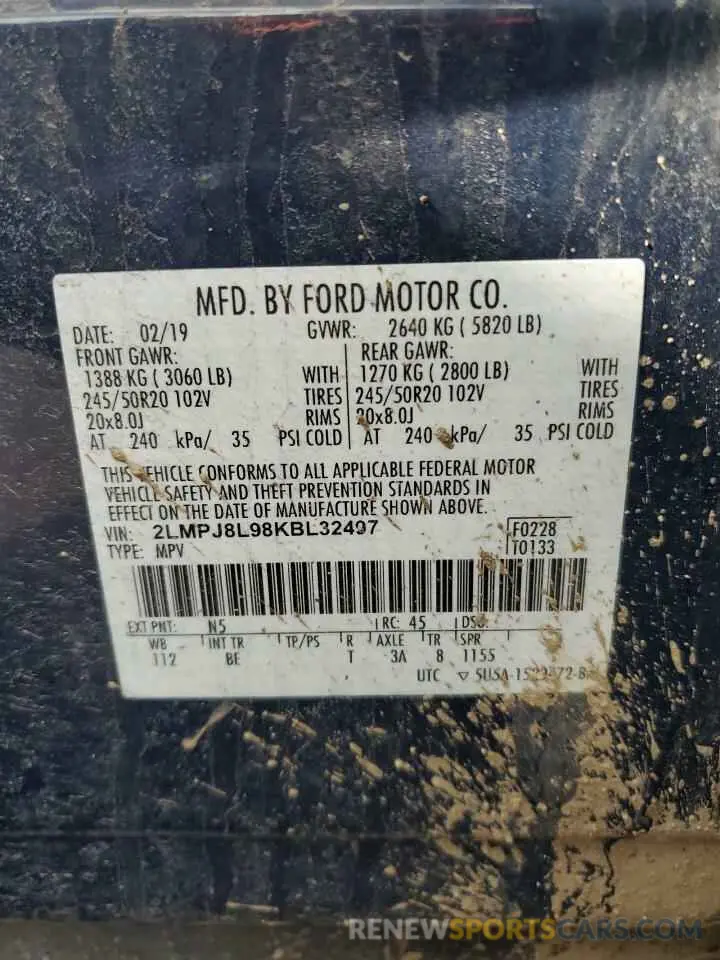 MFD. BY FORD MOTOR CO.
DATE: 02/19 GVWR: 2640 KG ( 5820 LB)
FRONT GAWR: REAR GAWR:
1388 KG ( 3060 LB) WITH 1270 KG ( 2800 LB) WITH
245/50R20 102V TIRES 245/50R20 102V TIRES
20x8.0J RIMS 20x8.0J RIMS
AT 240 kPa/ 35 PSI COLD AT 240 kPa/ 35 PSI COLD
THIS VEHICLE CONFORMS TO ALL APPLICABLE FEDERAL MOTOR
VEHICLE SAFETY AND THEFT PREVENTION STANDARDS IN
EFFECT ON THE DATE OF MANUFACTURE SHOWN ABOVE.
VIN: 2LMPJ8L98KBL32497 F0228
TYPE: MPV T0133
EXT PNT: N5 RC: 45 DSO:
WB INT TR TP/PS R AXLE TR SPR
112 BE T 3A 8 1155
UTC
RENEWSPORTSCARS.COM